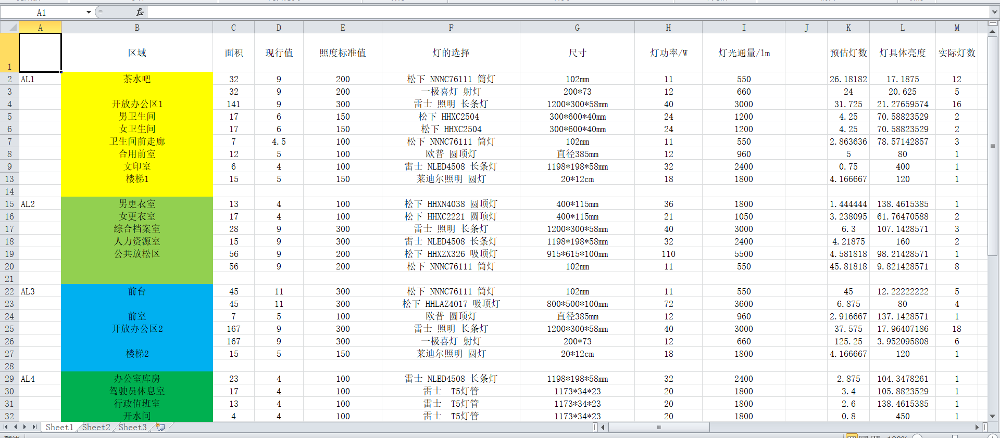 A1 fx
A B C D E F G H I J K L M
1 区域 面积 现行值 照度标准值 灯的选择 尺寸 灯功率/W 灯光通量/lm 预估灯数 灯具体亮度 实际灯数
2 AL1 茶水吧 32 9 200 松下 NNNC76111 筒灯 102mm 11 550 26.18182 17.1875 12
3 32 9 200 一极喜灯 射灯 200*73 12 660 24 20.625 5
4 开放办公区1 141 9 300 雷士 照明 长条灯 1200*300*58mm 40 3000 31.725 21.27659574 16
5 男卫生间 17 6 150 松下 HHXC2504 300*600*40mm 24 1200 4.25 70.58823529 2
6 女卫生间 17 6 150 松下 HHXC2504 300*600*40mm 24 1200 4.25 70.58823529 2
7 卫生间前走廊 7 4.5 100 松下 NNNC76111 筒灯 102mm 11 550 2.863636 78.57142857 3
8 合用前室 12 5 100 欧普 圆顶灯 直径385mm 12 960 5 80 1
9 文印室 6 4 100 雷士 NLED4508 长条灯 1198*198*58mm 32 2400 0.75 400 1
13 楼梯1 15 5 150 莱迪尔照明 圆灯 20*12cm 18 1800 4.166667 120 1
14
15 AL2 男更衣室 13 4 100 松下 HHXN4038 圆顶灯 400*115mm 36 1800 1.444444 138.4615385 1
16 女更衣室 17 4 100 松下 HHXC2221 圆顶灯 400*115mm 21 1050 3.238095 61.76470588 2
17 综合档案室 28 9 300 雷士 照明 长条灯 1200*300*58mm 40 3000 6.3 107.1428571 3
18 人力资源室 15 9 300 雷士 NLED4508 长条灯 1198*198*58mm 32 2400 4.21875 160 2
19 公共放松区 56 9 200 松下 HHXZX326 吸顶灯 915*615*100mm 110 5500 4.581818 98.21428571 1
20 56 9 200 松下 NNNC76111 筒灯 102mm 11 550 45.81818 9.821428571 8
21
22 AL3 前台 45 11 300 松下 NNNC76111 筒灯 102mm 11 550 45 12.22222222 5
23 45 11 300 松下 HHLAZ4017 吸顶灯 800*500*100mm 72 3600 6.875 80 4
24 前室 7 5 100 欧普 圆顶灯 直径385mm 12 960 2.916667 137.1428571 1
25 开放办公区2 167 9 300 雷士 照明 长条灯 1200*300*58mm 40 3000 37.575 17.96407186 18
26 167 9 300 一极喜灯 射灯 200*73 12 660 125.25 3.952095808 6
27 楼梯2 15 5 150 莱迪尔照明 圆灯 20*12cm 18 1800 4.166667 120 1
28
29 AL4 办公室库房 23 4 100 雷士 NLED4508 长条灯 1198*198*58mm 32 2400 2.875 104.3478261 1
30 驾驶员休息室 17 4 100 雷士 T5灯管 1173*34*23 20 1800 3.4 105.8823529 1
31 行政值班室 13 4 100 雷士 T5灯管 1173*34*23 20 1800 2.6 138.4615385 1
32 开水间 4 4 100 雷士 T5灯管 1173*34*23 20 1800 0.8 450 1
Sheet1 Sheet2 Sheet3